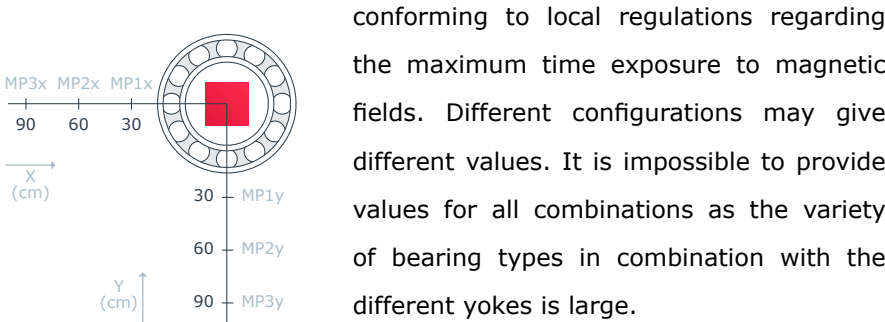 MP3x MP2x MP1x
90 60 30
X
(cm)
30 MP1y
60 MP2y
Y
(cm)
90 MP3y
conforming to local regulations regarding
the maximum time exposure to magnetic
fields. Different configurations may give
different values. It is impossible to provide
values for all combinations as the variety
of bearing types in combination with the
different yokes is large.